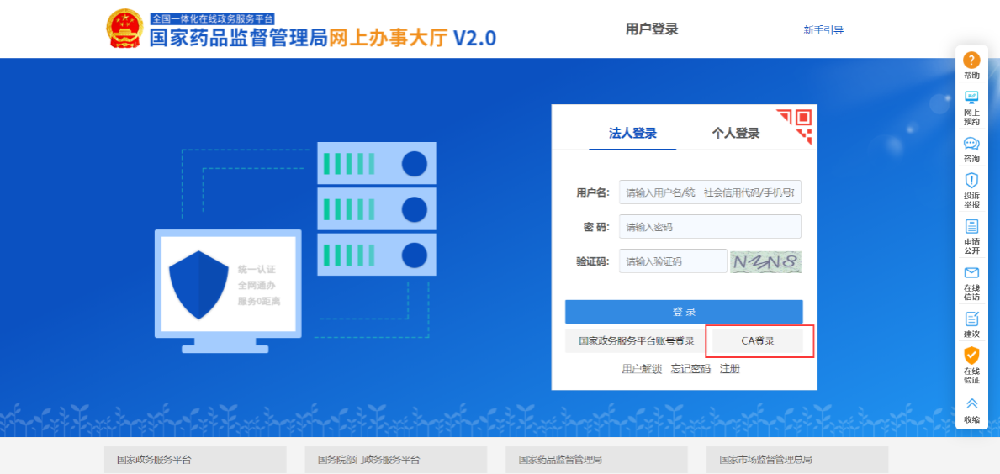 全国一体化在线政务服务平台
国家药品监督管理局网上办事大厅 V2.0
用户登录
新手引导
法人登录
个人登录
用户名:
请输入用户名/统一社会信用代码/手机号
密 码:
请输入密码
验证码:
请输入验证码
NZNN8
登 录
国家政务服务平台账号登录
CA登录
用户解锁 忘记密码 注册
统一认证
全网通办
服务0距离
帮助
网上
预约
咨询
投诉
举报
申请
公开
在线
信访
建议
在线
验证
收缩
国家政务服务平台
国务院部门政务服务平台
国家药品监督管理局
国家市场监督管理总局